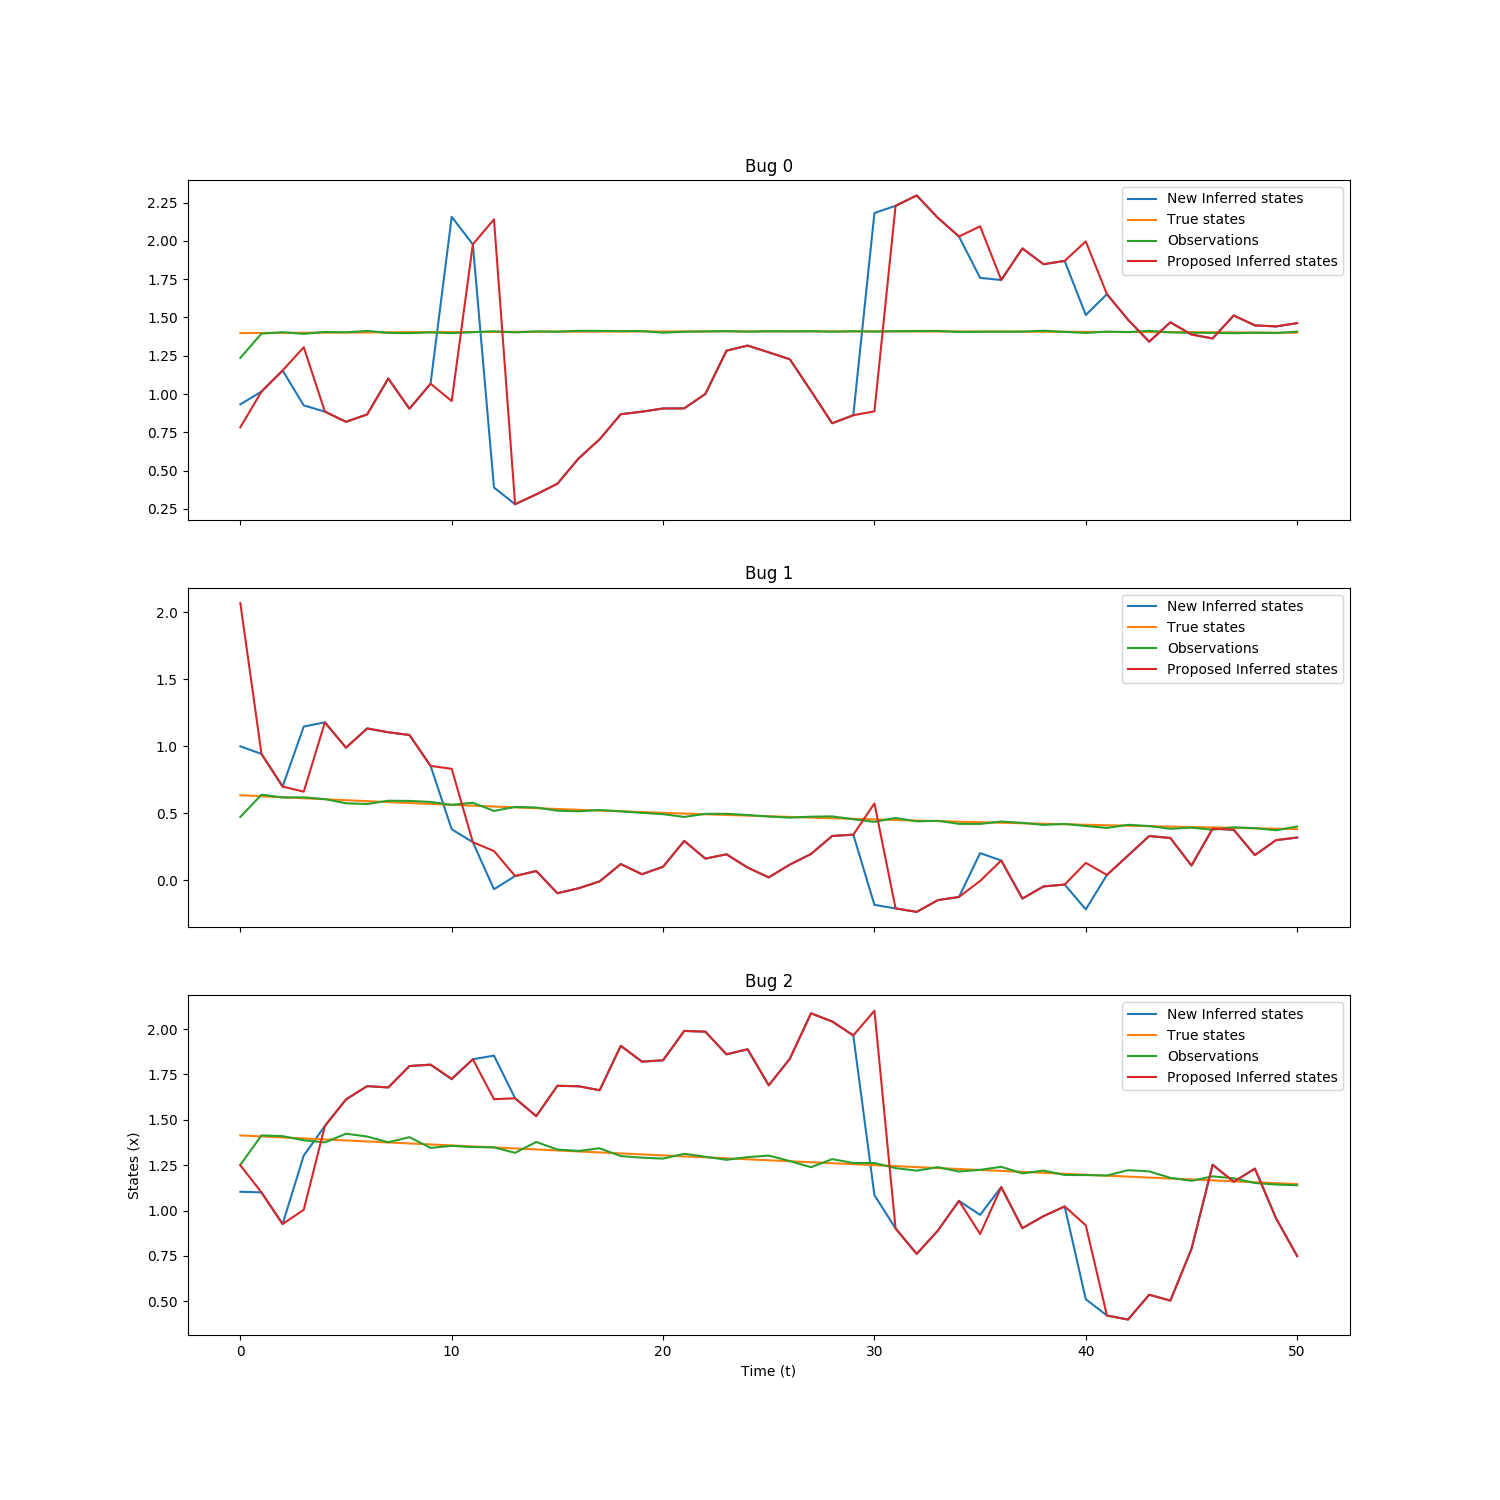 Bug 0
2.25
2.00
1.75
1.50
1.25
1.00
0.75
0.50
0.25
New Inferred states
True states
Observations
Proposed Inferred states
Bug 1
2.0
1.5
1.0
0.5
0.0
New Inferred states
True states
Observations
Proposed Inferred states
Bug 2
2.00
1.75
1.50
1.25
1.00
0.75
0.50
States (x)
New Inferred states
True states
Observations
Proposed Inferred states
0 10 20 30 40 50
Time (t)